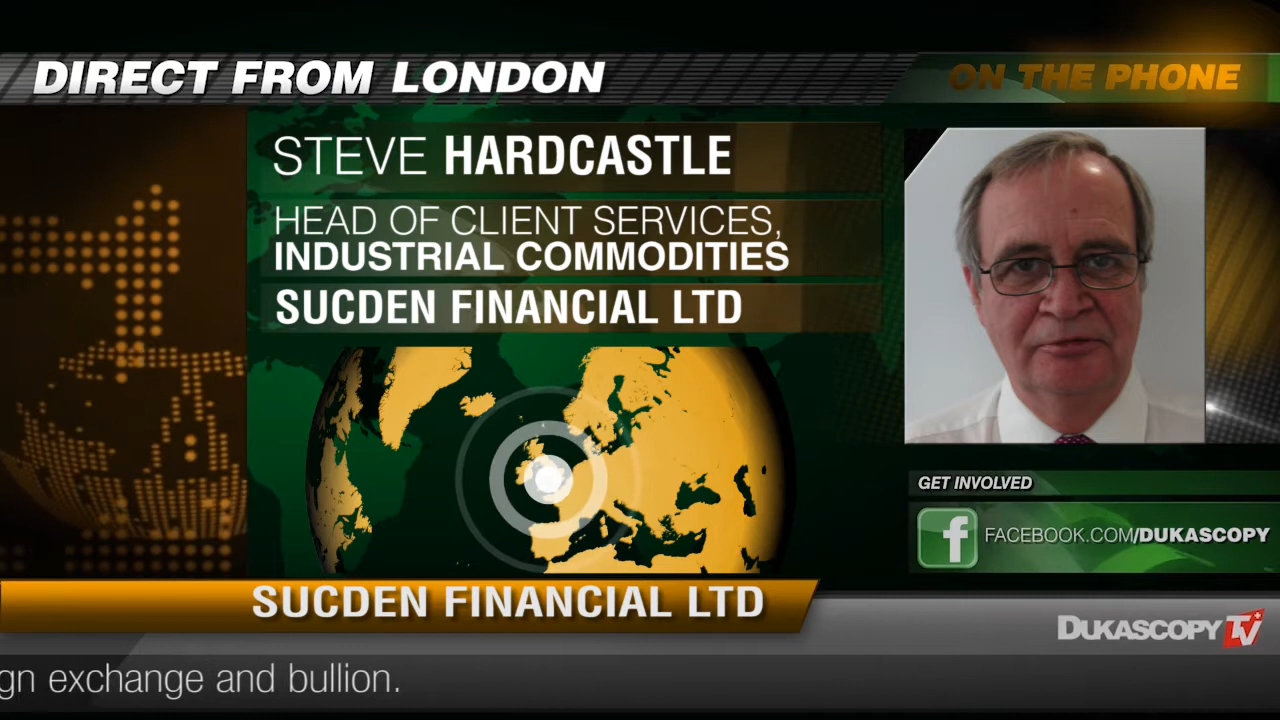 DIRECT FROM LONDON
ON THE PHONE
STEVE HARDCASTLE
HEAD OF CLIENT SERVICES,
INDUSTRIAL COMMODITIES
SUCDEN FINANCIAL LTD
GET INVOLVED
f FACEBOOK.COM/DUKASCOPY
SUCDEN FINANCIAL LTD
DUKASCOPY TV
gn exchange and bullion.